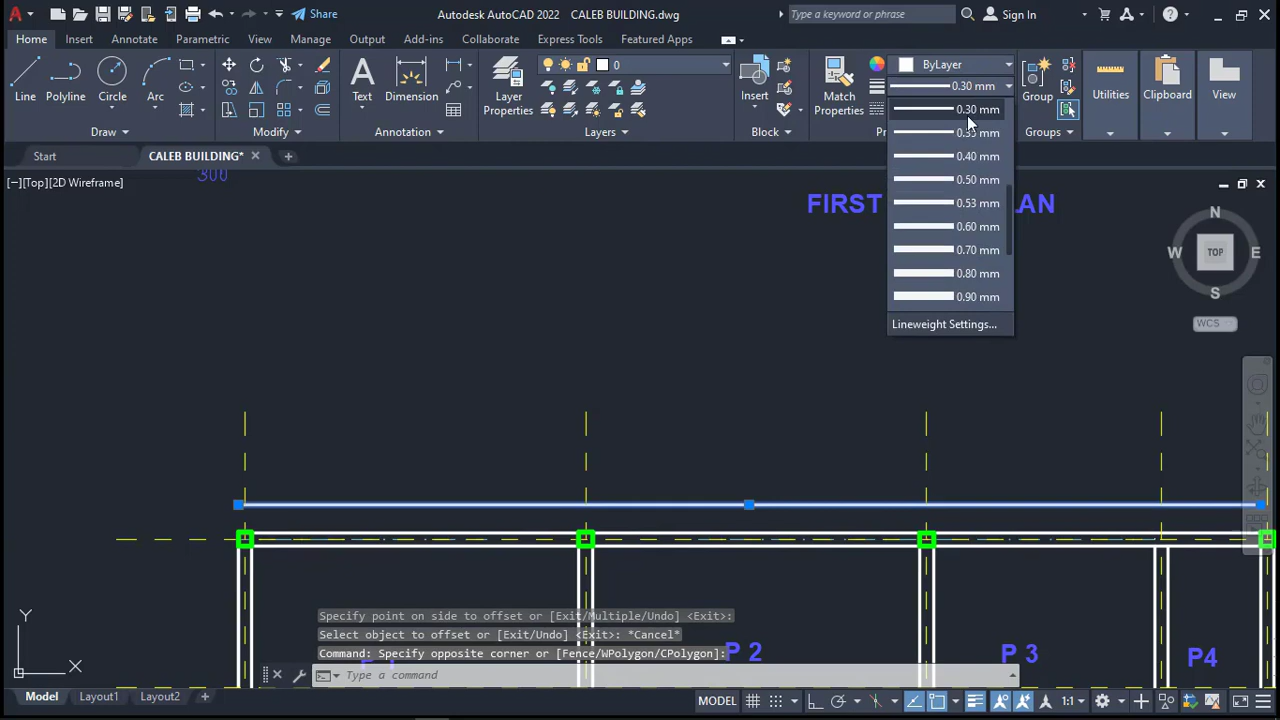 A Share Autodesk AutoCAD 2022 CALEB BUILDING.dwg Type a keyword or phrase Sign In
Home Insert Annotate Parametric View Manage Output Add-ins Collaborate Express Tools Featured Apps
0 ByLayer
0.30 mm
Line Polyline Circle Arc Text Dimension Layer Properties Insert Match Properties Group Utilities Clipboard View
Draw Modify Annotation Layers Block Groups
0.30 mm
Start CALEB BUILDING*
0.40 mm
0.50 mm
0.53 mm
0.60 mm
0.70 mm
0.80 mm
0.90 mm
Lineweight Settings...
[−][Top][2D Wireframe]
300
FIRST
N
W TOP E
S
WCS
Specify point on side to offset or [Exit/Multiple/Undo] <Exit>:
Select object to offset or [Exit/Undo] <Exit>: *Cancel*
Command: Specify opposite corner or [Fence/WPolygon/CPolygon]:
P 2 P 3 P4
Y
X
Type a command
Model Layout1 Layout2
MODEL 1:1